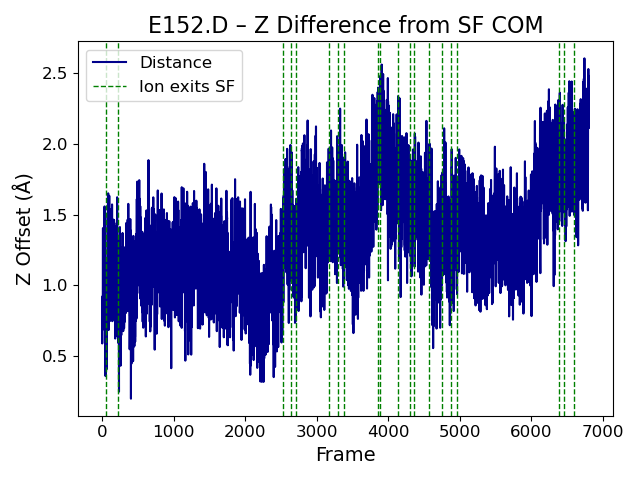 E152.D – Z Difference from SF COM
Distance
Ion exits SF
Z Offset (Å)
2.5
2.0
1.5
1.0
0.5
0 1000 2000 3000 4000 5000 6000 7000
Frame